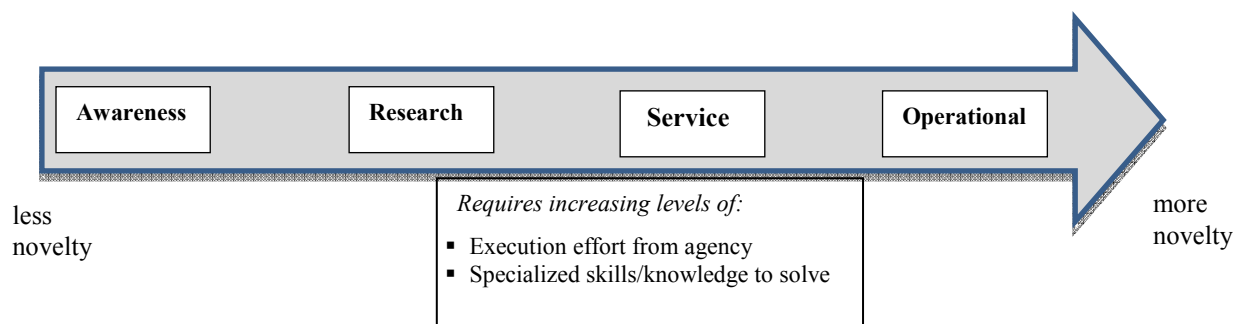 Awareness
Research
Service
Operational
less
novelty
Requires increasing levels of:
▪ Execution effort from agency
▪ Specialized skills/knowledge to solve
more
novelty